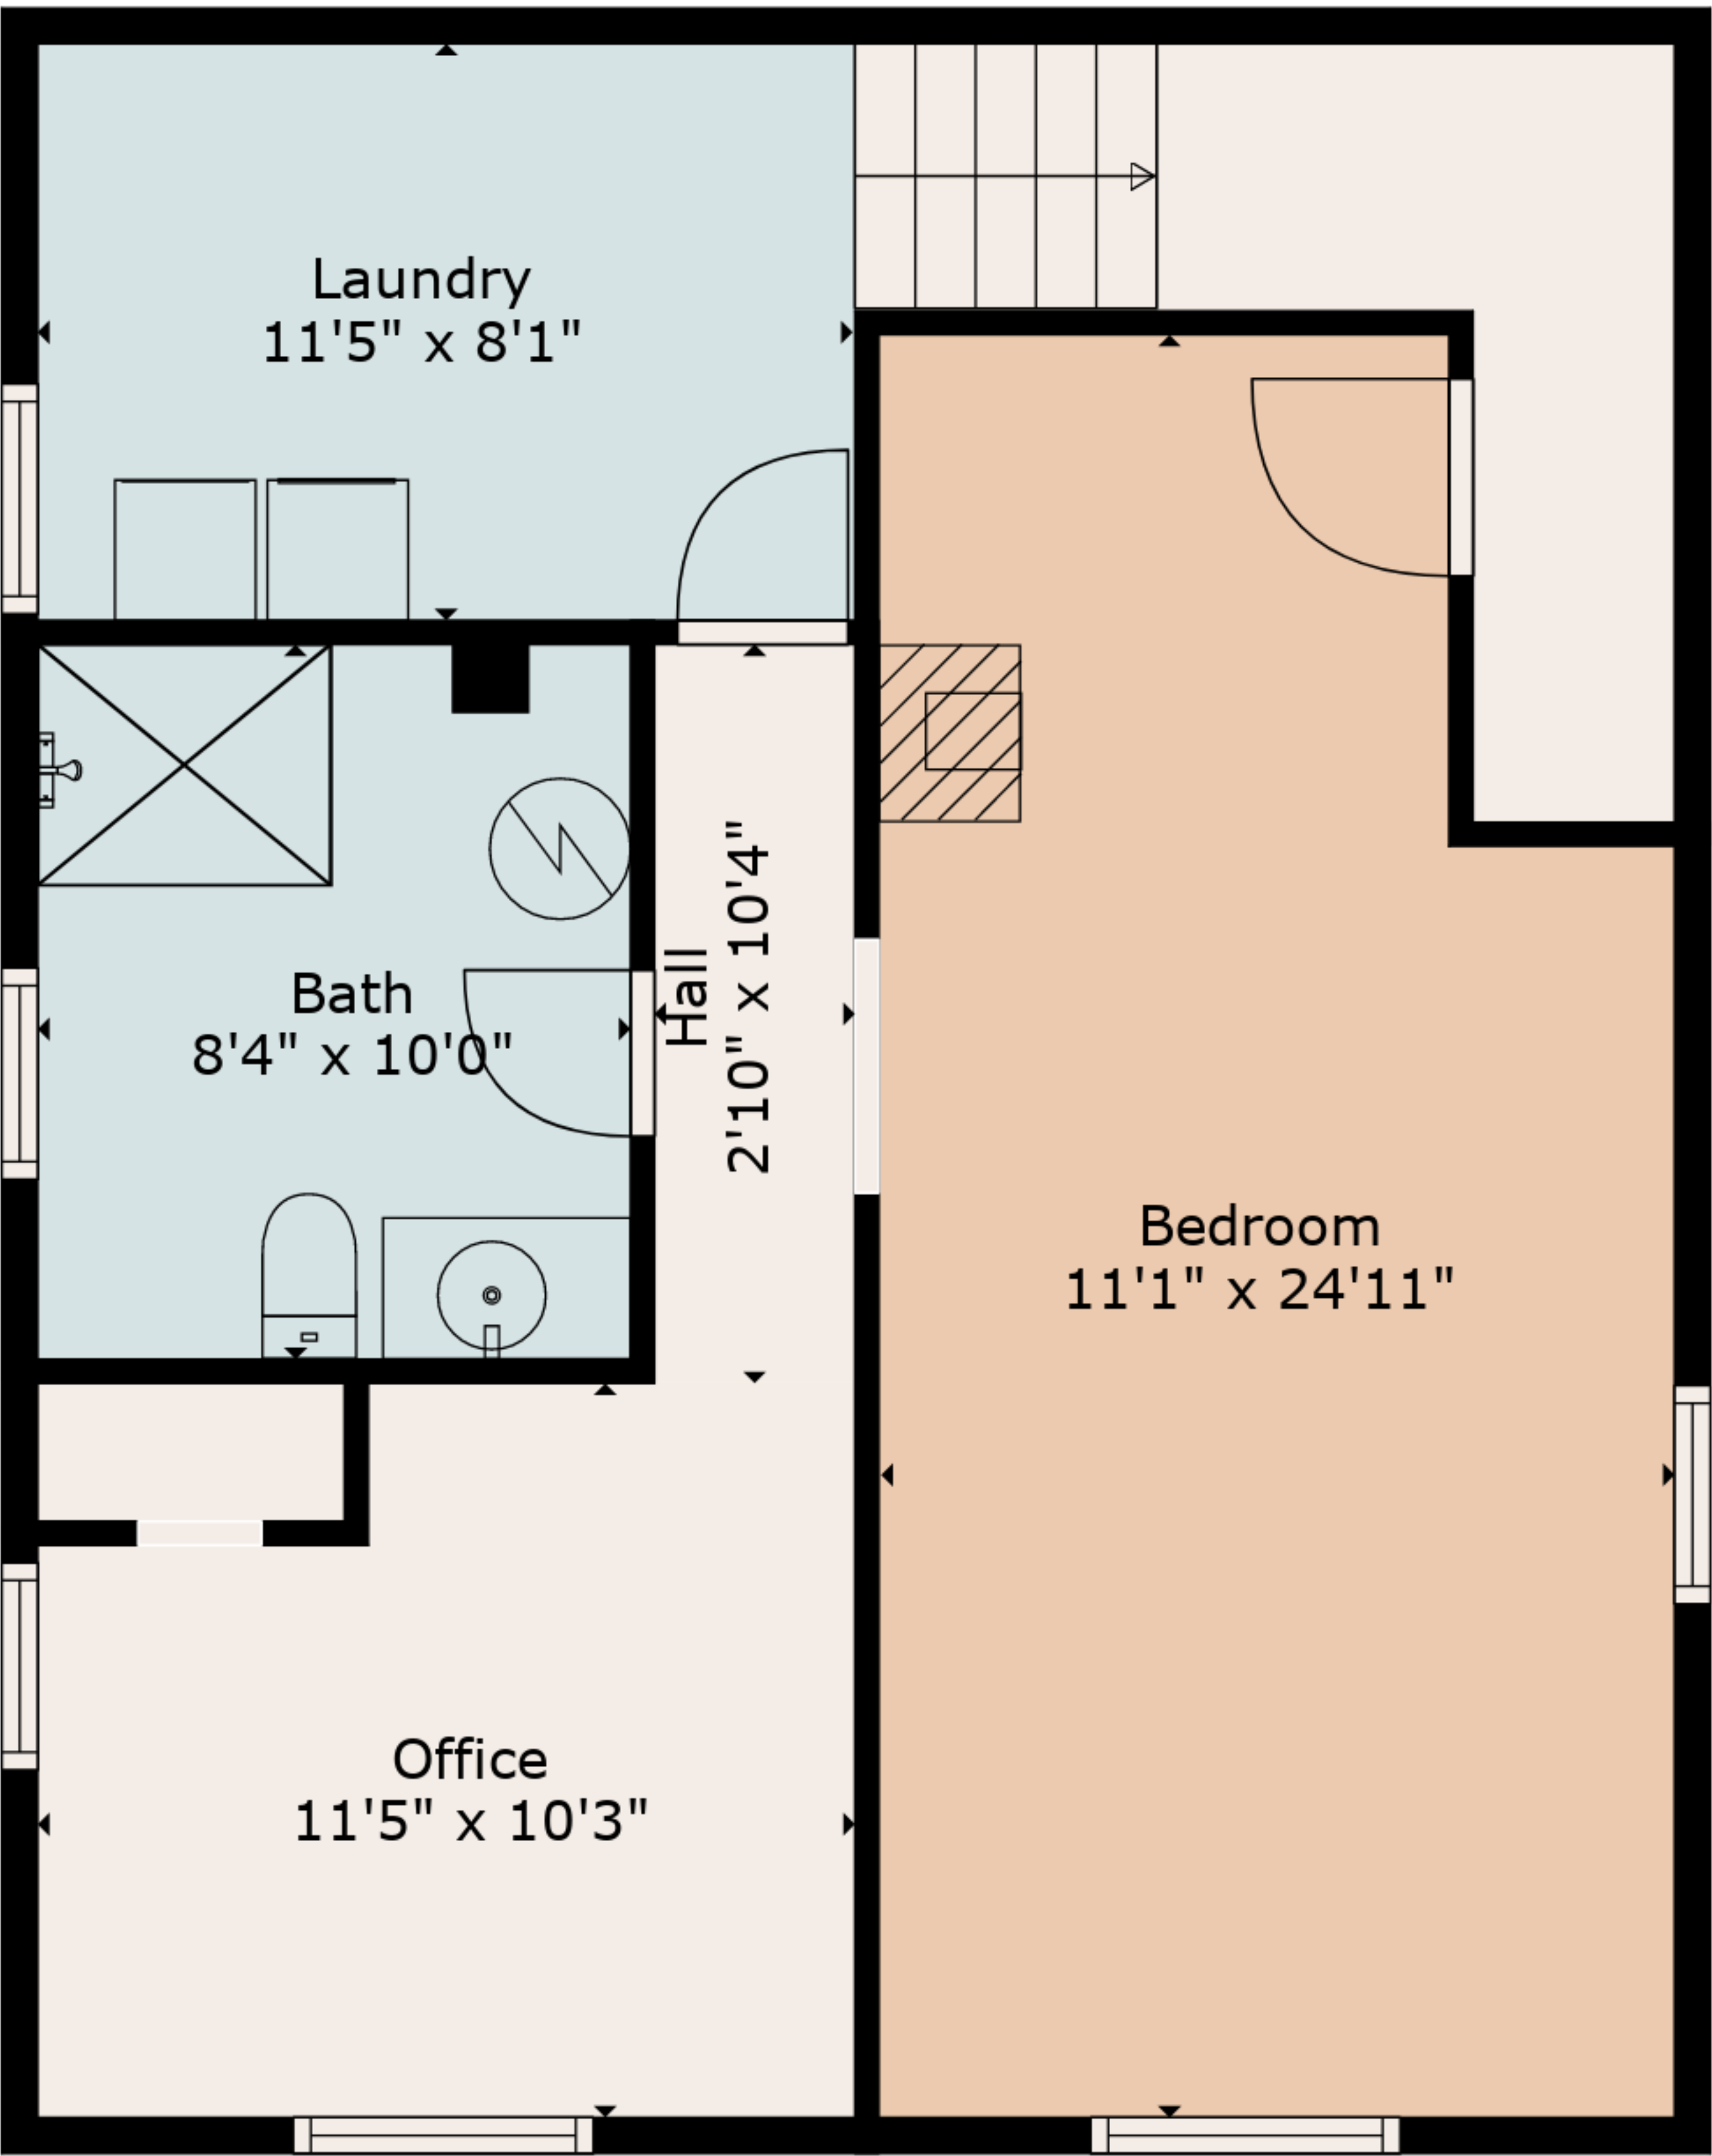 Laundry
11'5" x 8'1"
Bath
8'4" x 10'0"
Hall
2'10" x 10'4"
Bedroom
11'1" x 24'11"
Office
11'5" x 10'3"